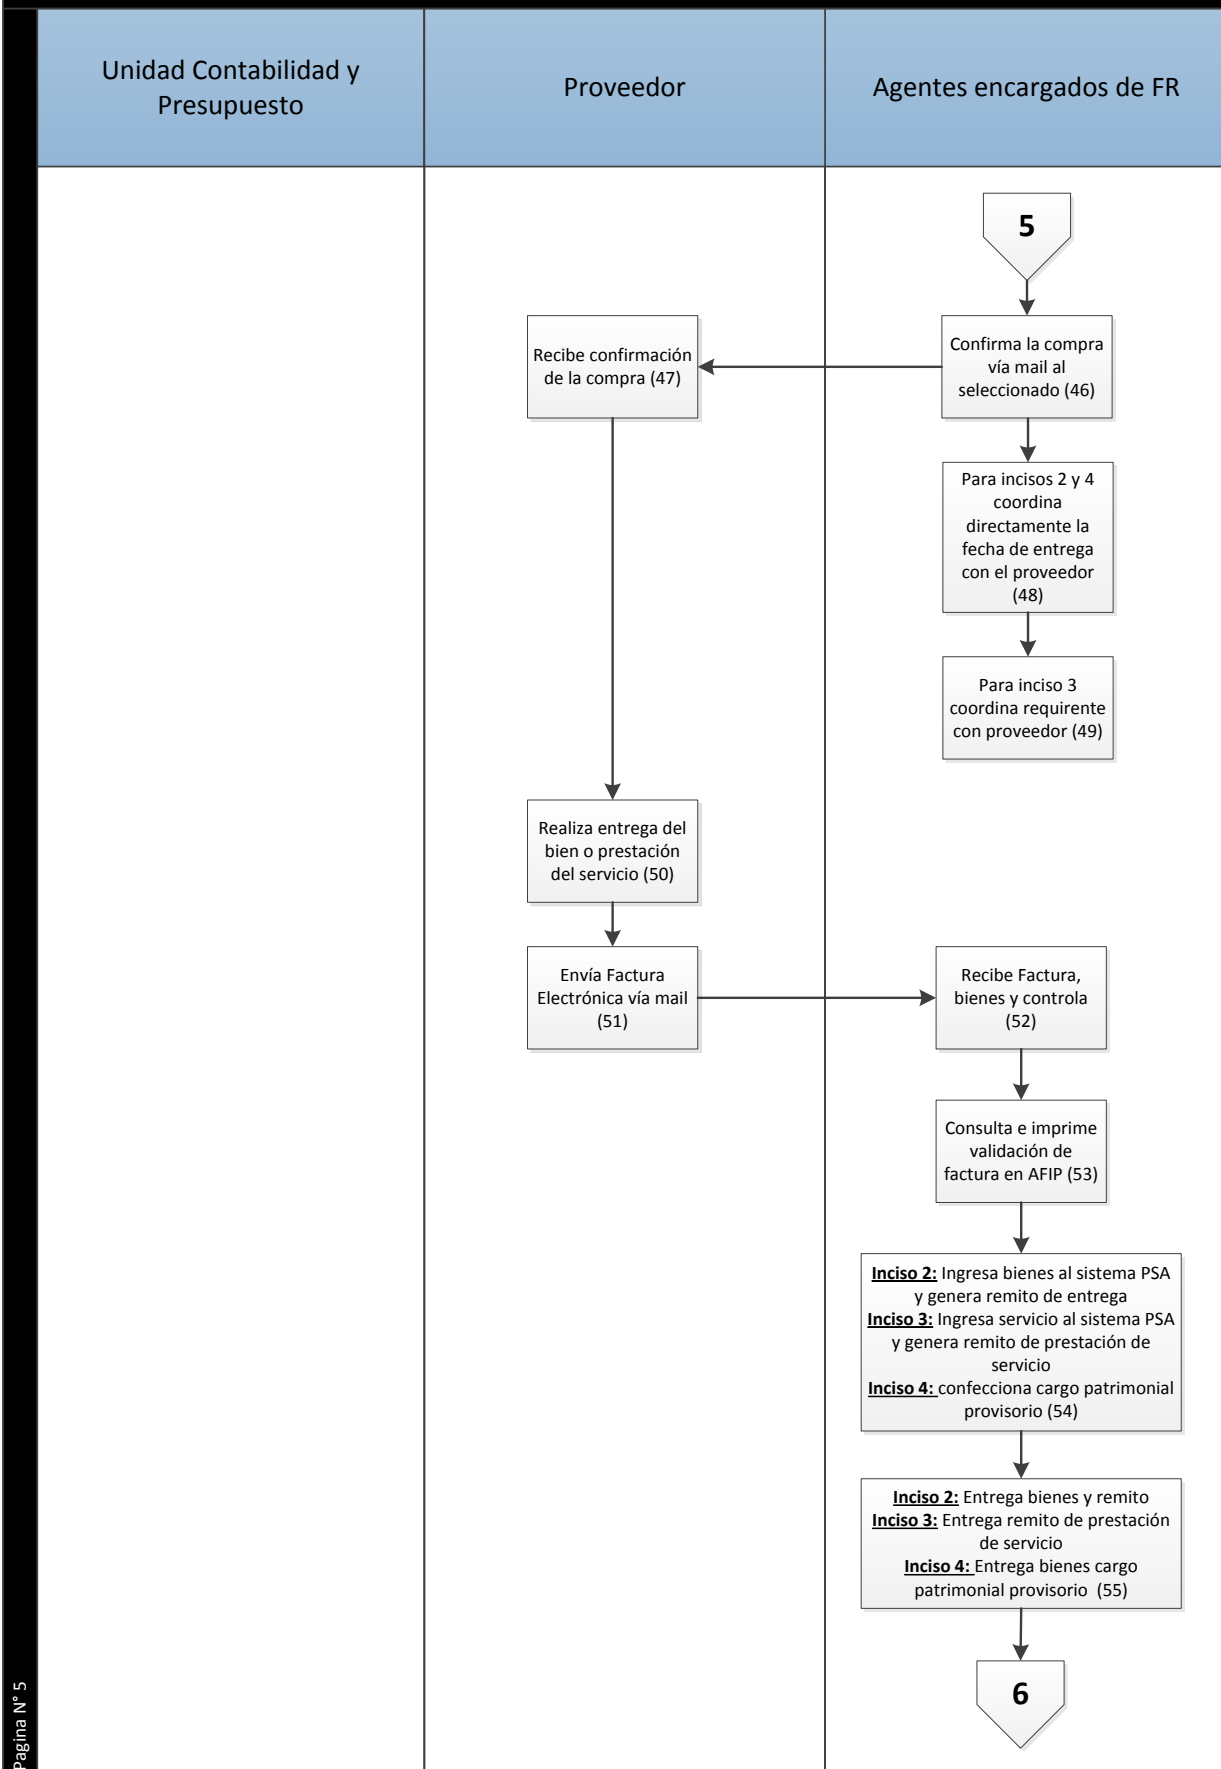 Unidad Contabilidad y
Presupuesto
Proveedor
Agentes encargados de FR
5
Confirma la compra
vía mail al
seleccionado (46)
Recibe confirmación
de la compra (47)
Para incisos 2 y 4
coordina
directamente la
fecha de entrega
con el proveedor
(48)
Para inciso 3
coordina requirente
con proveedor (49)
Realiza entrega del
bien o prestación
del servicio (50)
Envía Factura
Electrónica vía mail
(51)
Recibe Factura,
bienes y controla
(52)
Consulta e imprime
validación de
factura en AFIP (53)
Inciso 2: Ingresa bienes al sistema PSA
y genera remito de entrega
Inciso 3: Ingresa servicio al sistema PSA
y genera remito de prestación de
servicio
Inciso 4: confecciona cargo patrimonial
provisorio (54)
Inciso 2: Entrega bienes y remito
Inciso 3: Entrega remito de prestación
de servicio
Inciso 4: Entrega bienes cargo
patrimonial provisorio (55)
6
Pagina N° 5